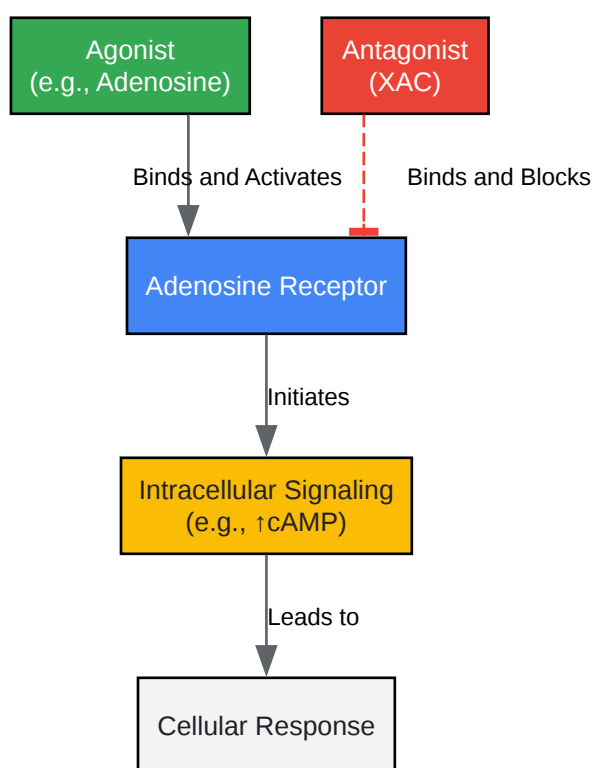 Agonist
(e.g., Adenosine)
Antagonist
(XAC)
Binds and Activates
Binds and Blocks
Adenosine Receptor
Initiates
Intracellular Signaling
(e.g., ↑cAMP)
Leads to
Cellular Response